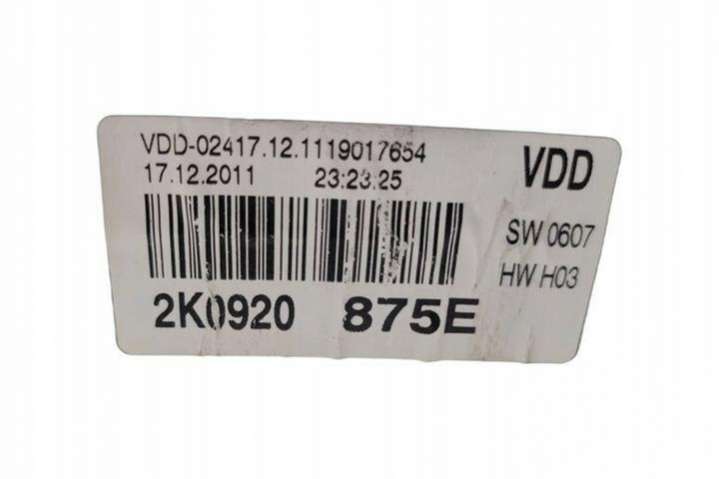 VDD-02417.12.1119017654
17.12.2011 23:23:25
VDD
SW 0607
HW H03
2K0920 875E